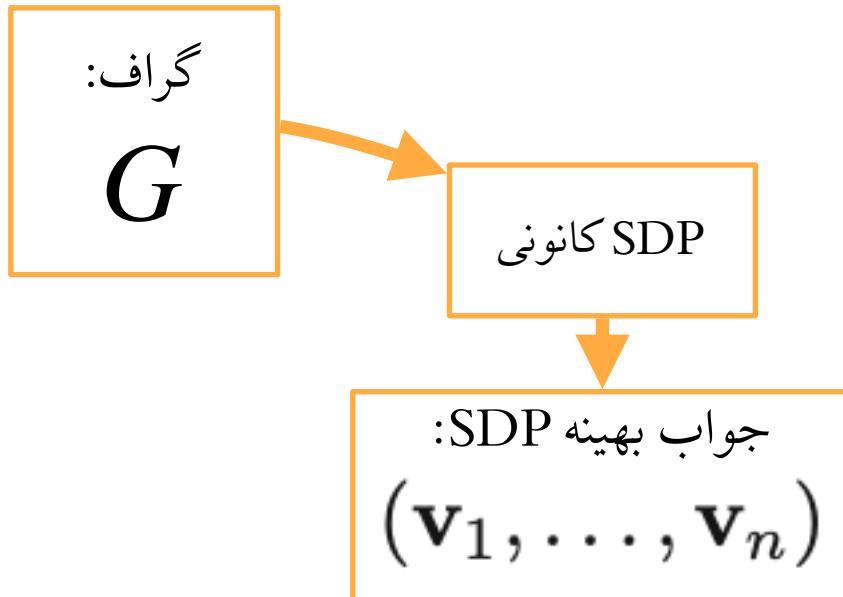 گراف:
G
SDP کانونی
جواب بهینه SDP:
(v₁, . . . , vₙ)